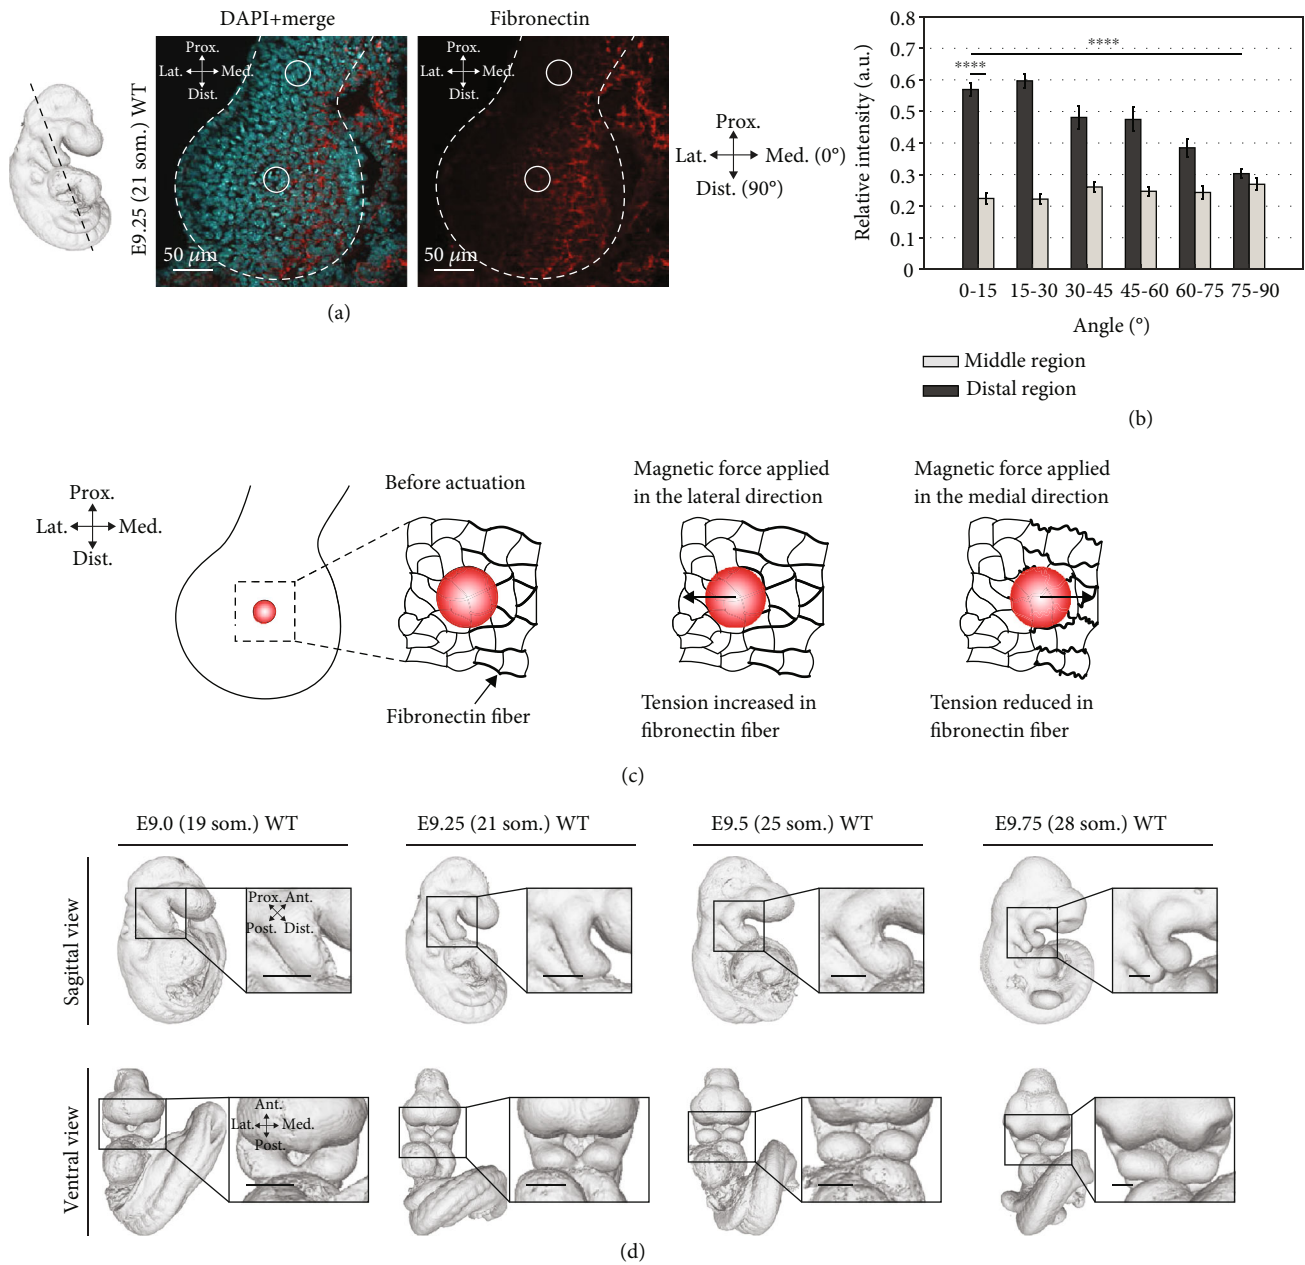 DAPI+merge
Fibronectin
E9.25 (21 som.) WT
Prox.
Lat. Med.
Dist.
50 μm
Prox.
Lat. Med.
Dist.
50 μm
Prox.
Lat. Med. (0°)
Dist. (90°)
(a)
Relative intensity (a.u.)
0.8
0.7
0.6
0.5
0.4
0.3
0.2
0.1
0
****
****
0-15 15-30 30-45 45-60 60-75 75-90
Angle (°)
Middle region
Distal region
(b)
Prox.
Lat. Med.
Dist.
Before actuation
Fibronectin fiber
Magnetic force applied
in the lateral direction
Tension increased in
fibronectin fiber
Magnetic force applied
in the medial direction
Tension reduced in
fibronectin fiber
(c)
E9.0 (19 som.) WT
E9.25 (21 som.) WT
E9.5 (25 som.) WT
E9.75 (28 som.) WT
Sagittal view
Prox. Ant.
Post. Dist.
Ventral view
Ant.
Lat. Med.
Post.
(d)